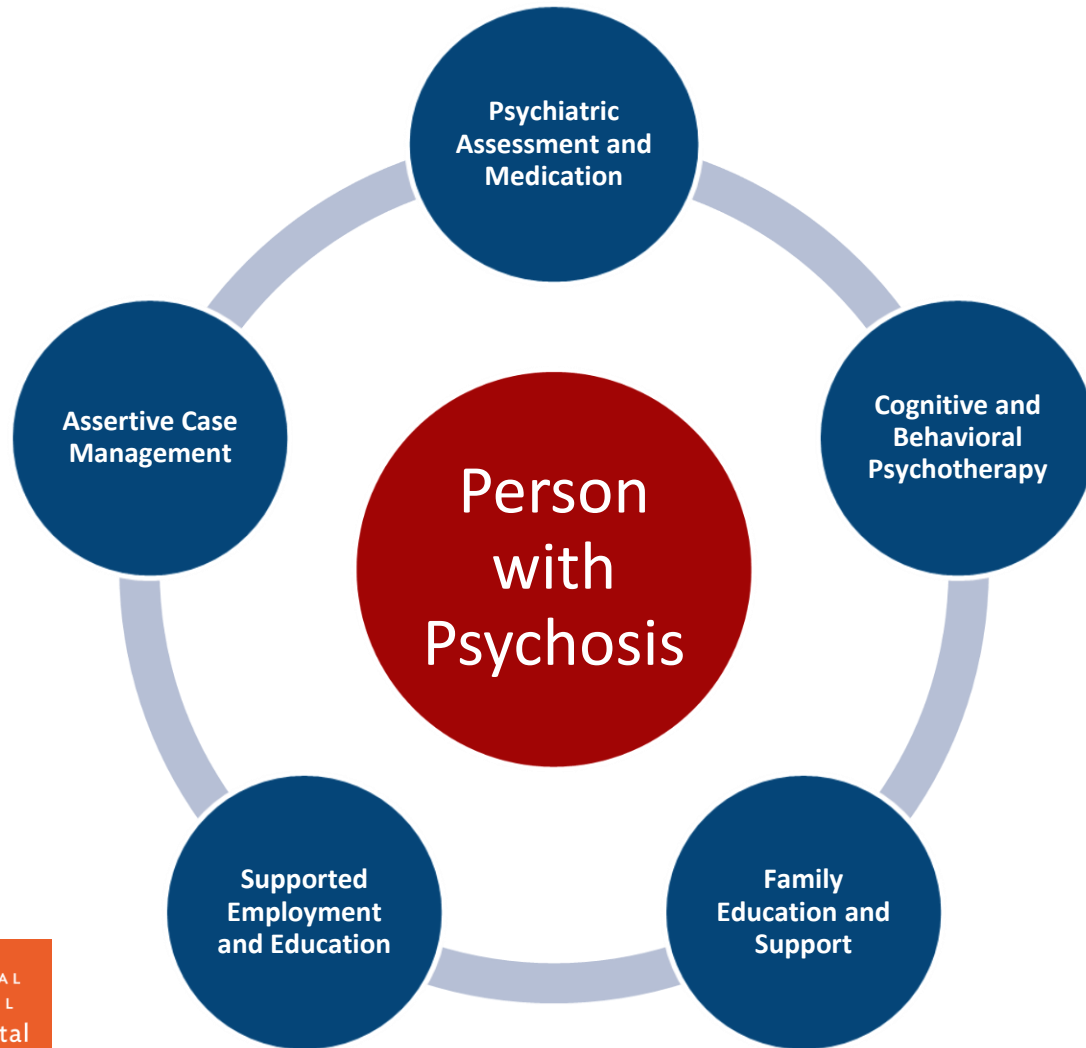 Psychiatric
Assessment and
Medication
Cognitive and
Behavioral
Psychotherapy
Family
Education and
Support
Supported
Employment
and Education
Assertive Case
Management
Person
with
Psychosis